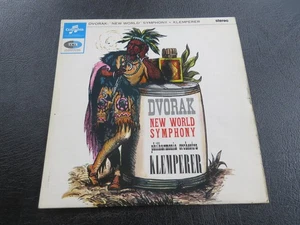 DVORAK: 'NEW WORLD' SYMPHONY · KLEMPERER
STEREO
DVORAK
NEW WORLD
SYMPHONY
philharmonia orchestra
KLEMPERER